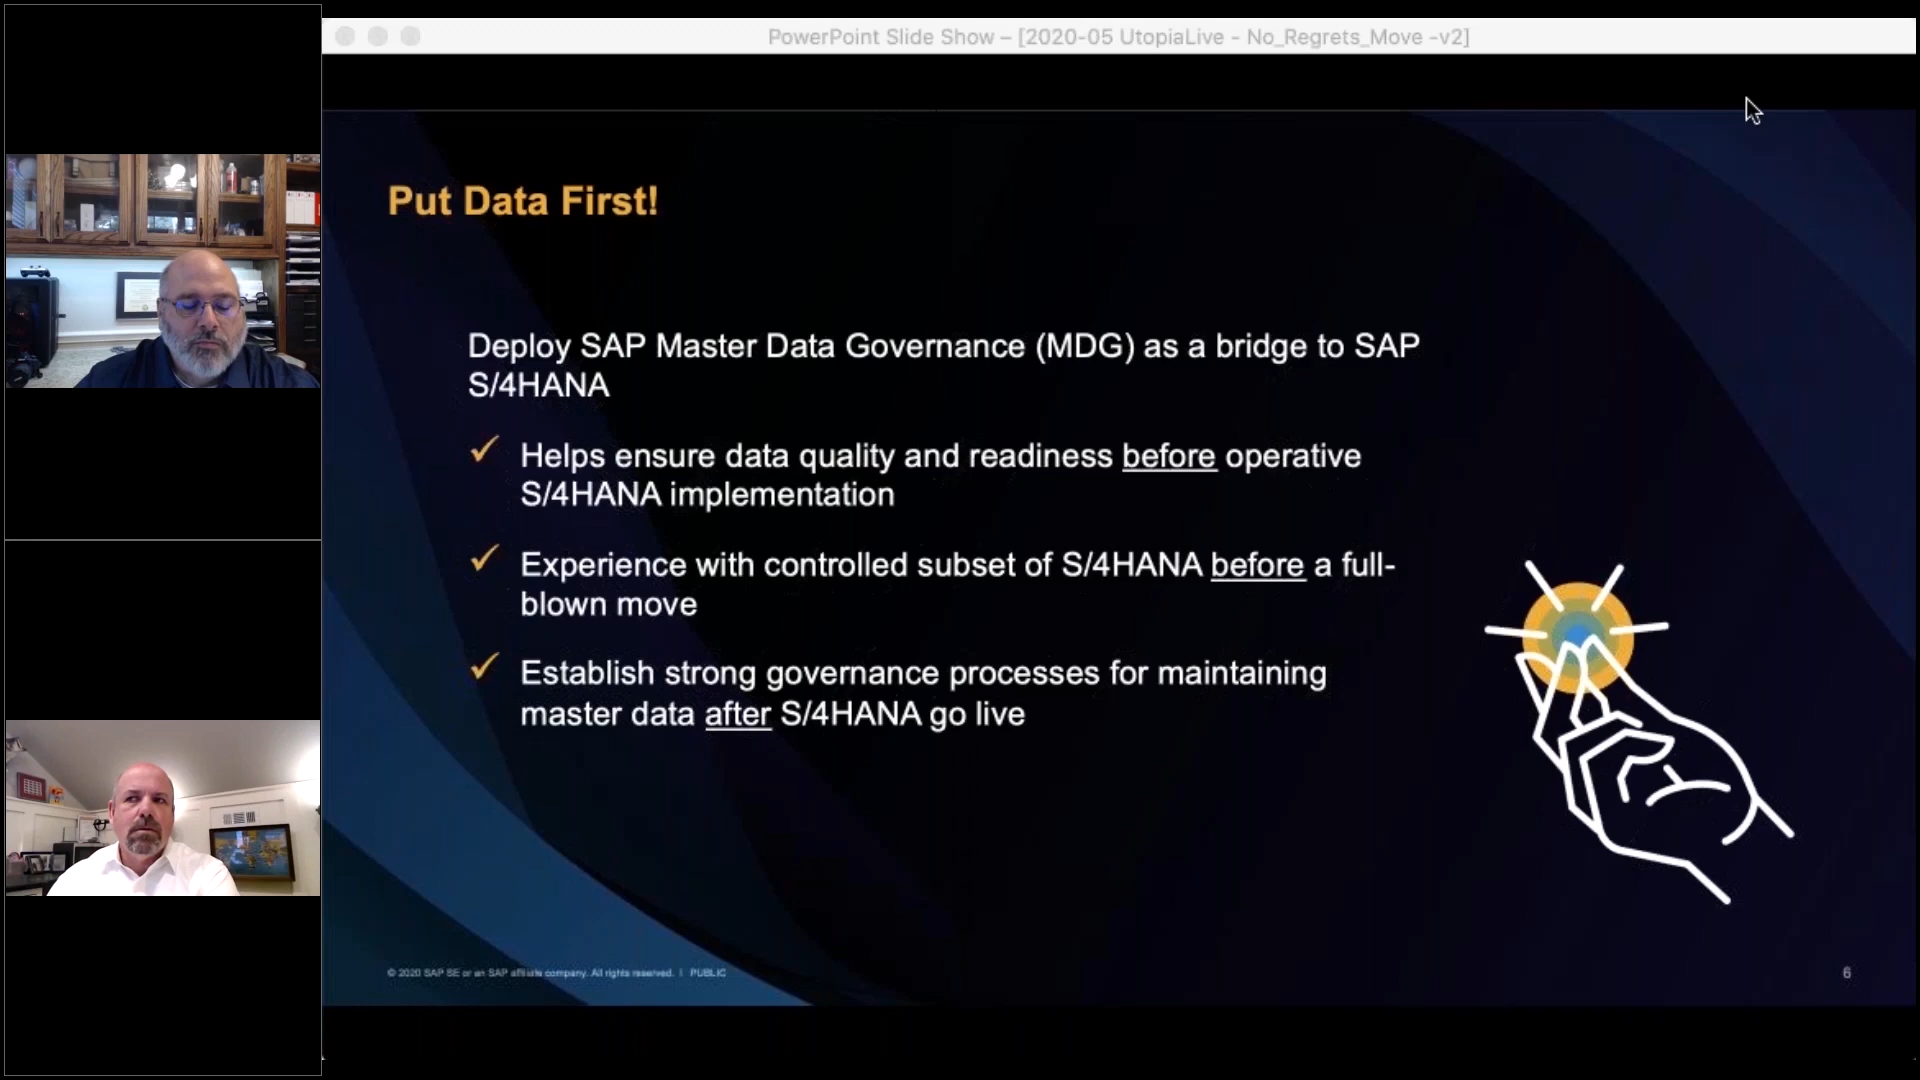 PowerPoint Slide Show – [2020-05 UtopiaLive - No_Regrets_Move -v2]
Put Data First!
Deploy SAP Master Data Governance (MDG) as a bridge to SAP
S/4HANA
✓ Helps ensure data quality and readiness before operative
S/4HANA implementation
✓ Experience with controlled subset of S/4HANA before a full-
blown move
✓ Establish strong governance processes for maintaining
master data after S/4HANA go live
© 2020 SAP SE or an SAP affiliate company. All rights reserved. | PUBLIC
6